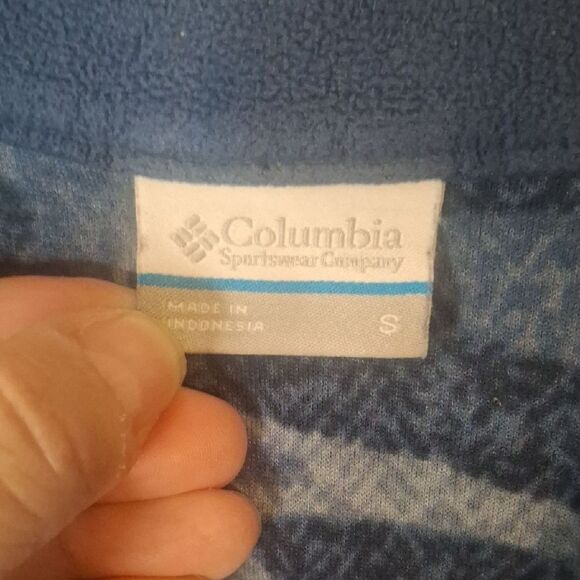 Columbia
Sportswear Company
MADE IN
INDONESIA
S